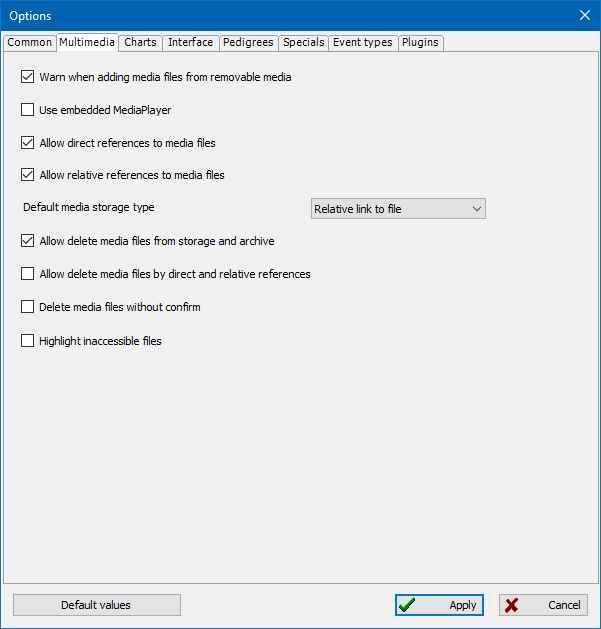 Options
Common Multimedia Charts Interface Pedigrees Specials Event types Plugins
Warn when adding media files from removable media
Use embedded MediaPlayer
Allow direct references to media files
Allow relative references to media files
Default media storage type Relative link to file
Allow delete media files from storage and archive
Allow delete media files by direct and relative references
Delete media files without confirm
Highlight inaccessible files
Default values Apply Cancel